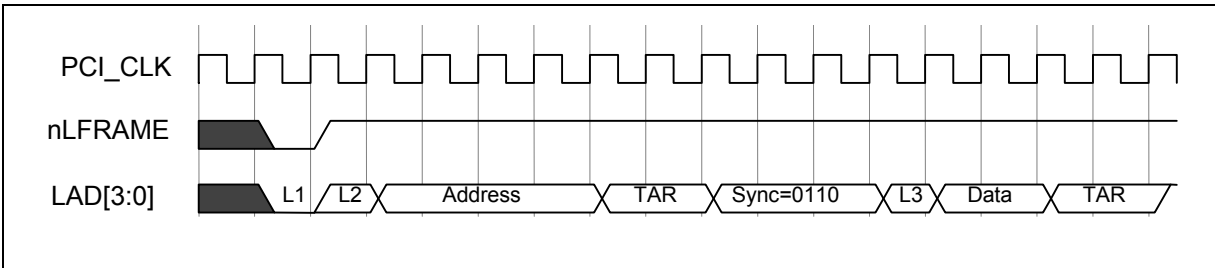 PCI_CLK
nLFRAME
LAD[3:0] L1 L2 Address TAR Sync=0110 L3 Data TAR